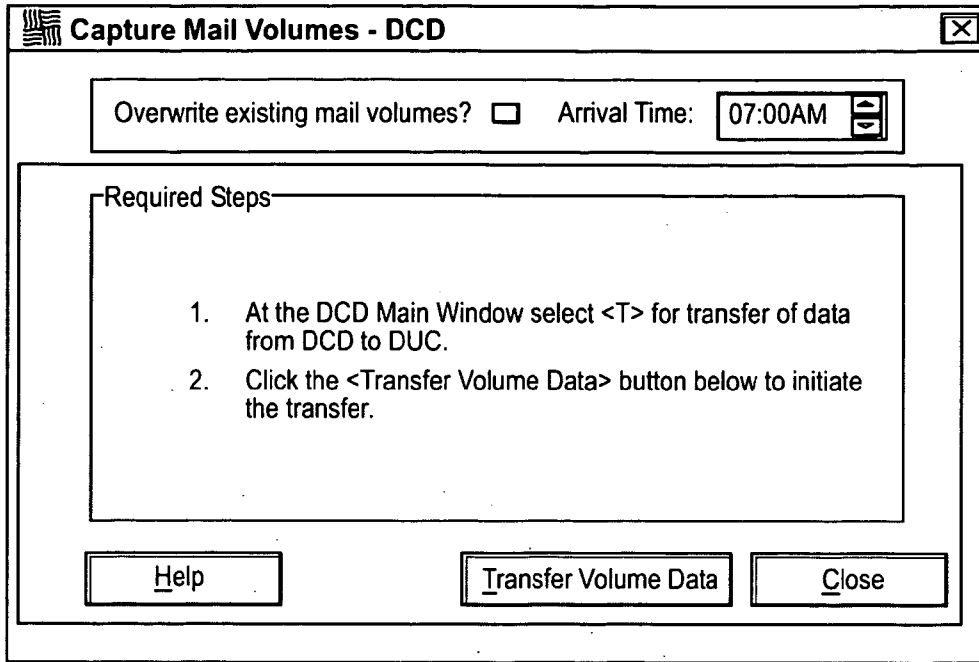 Capture Mail Volumes - DCD
Overwrite existing mail volumes? Arrival Time: 07:00AM
Required Steps
1. At the DCD Main Window select <T> for transfer of data
from DCD to DUC.
2. Click the <Transfer Volume Data> button below to initiate
the transfer.
Help Transfer Volume Data Close